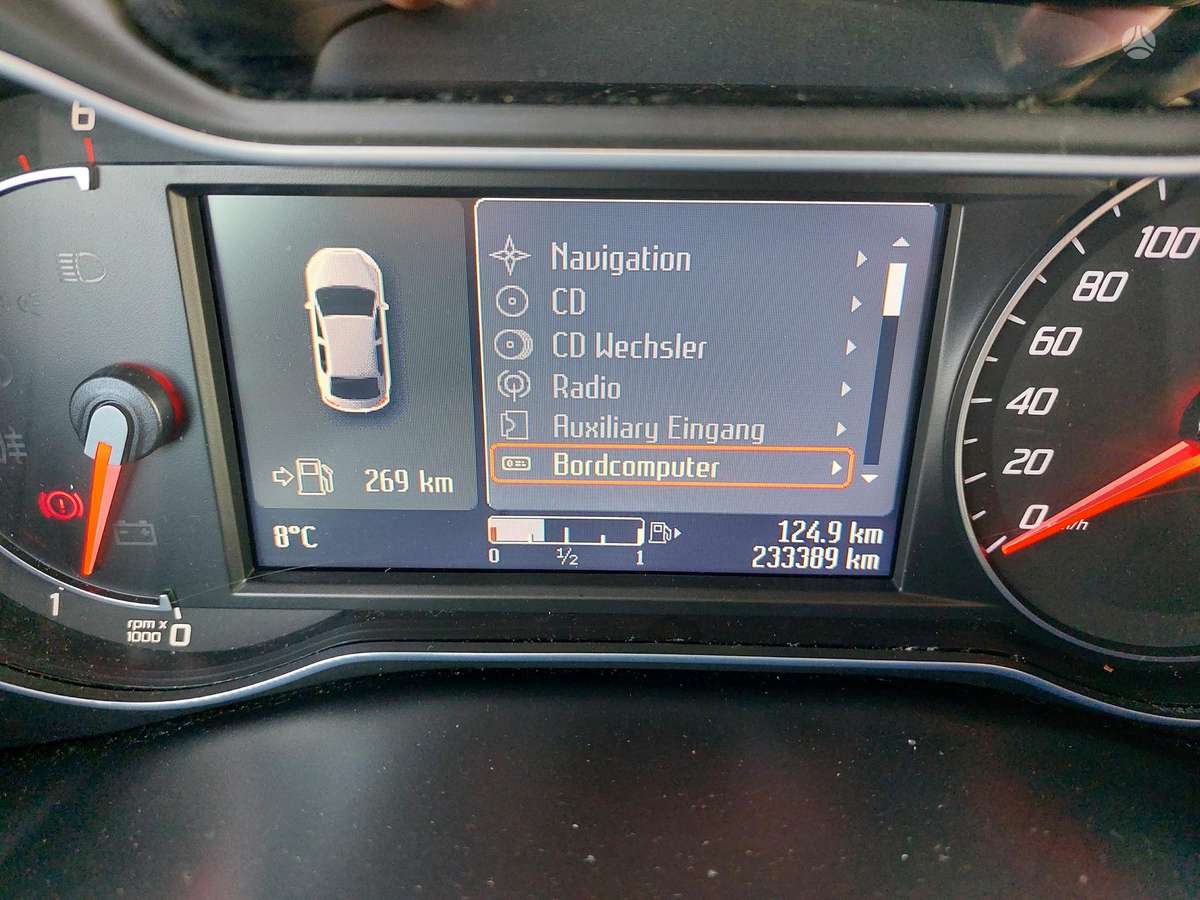 6
Navigation
CD
CD Wechsler
Radio
Auxiliary Eingang
Bordcomputer
269 km
8°C
0 1/2 1
124.9 km
233389 km
1
rpm x
1000 0
100
80
60
40
20
0